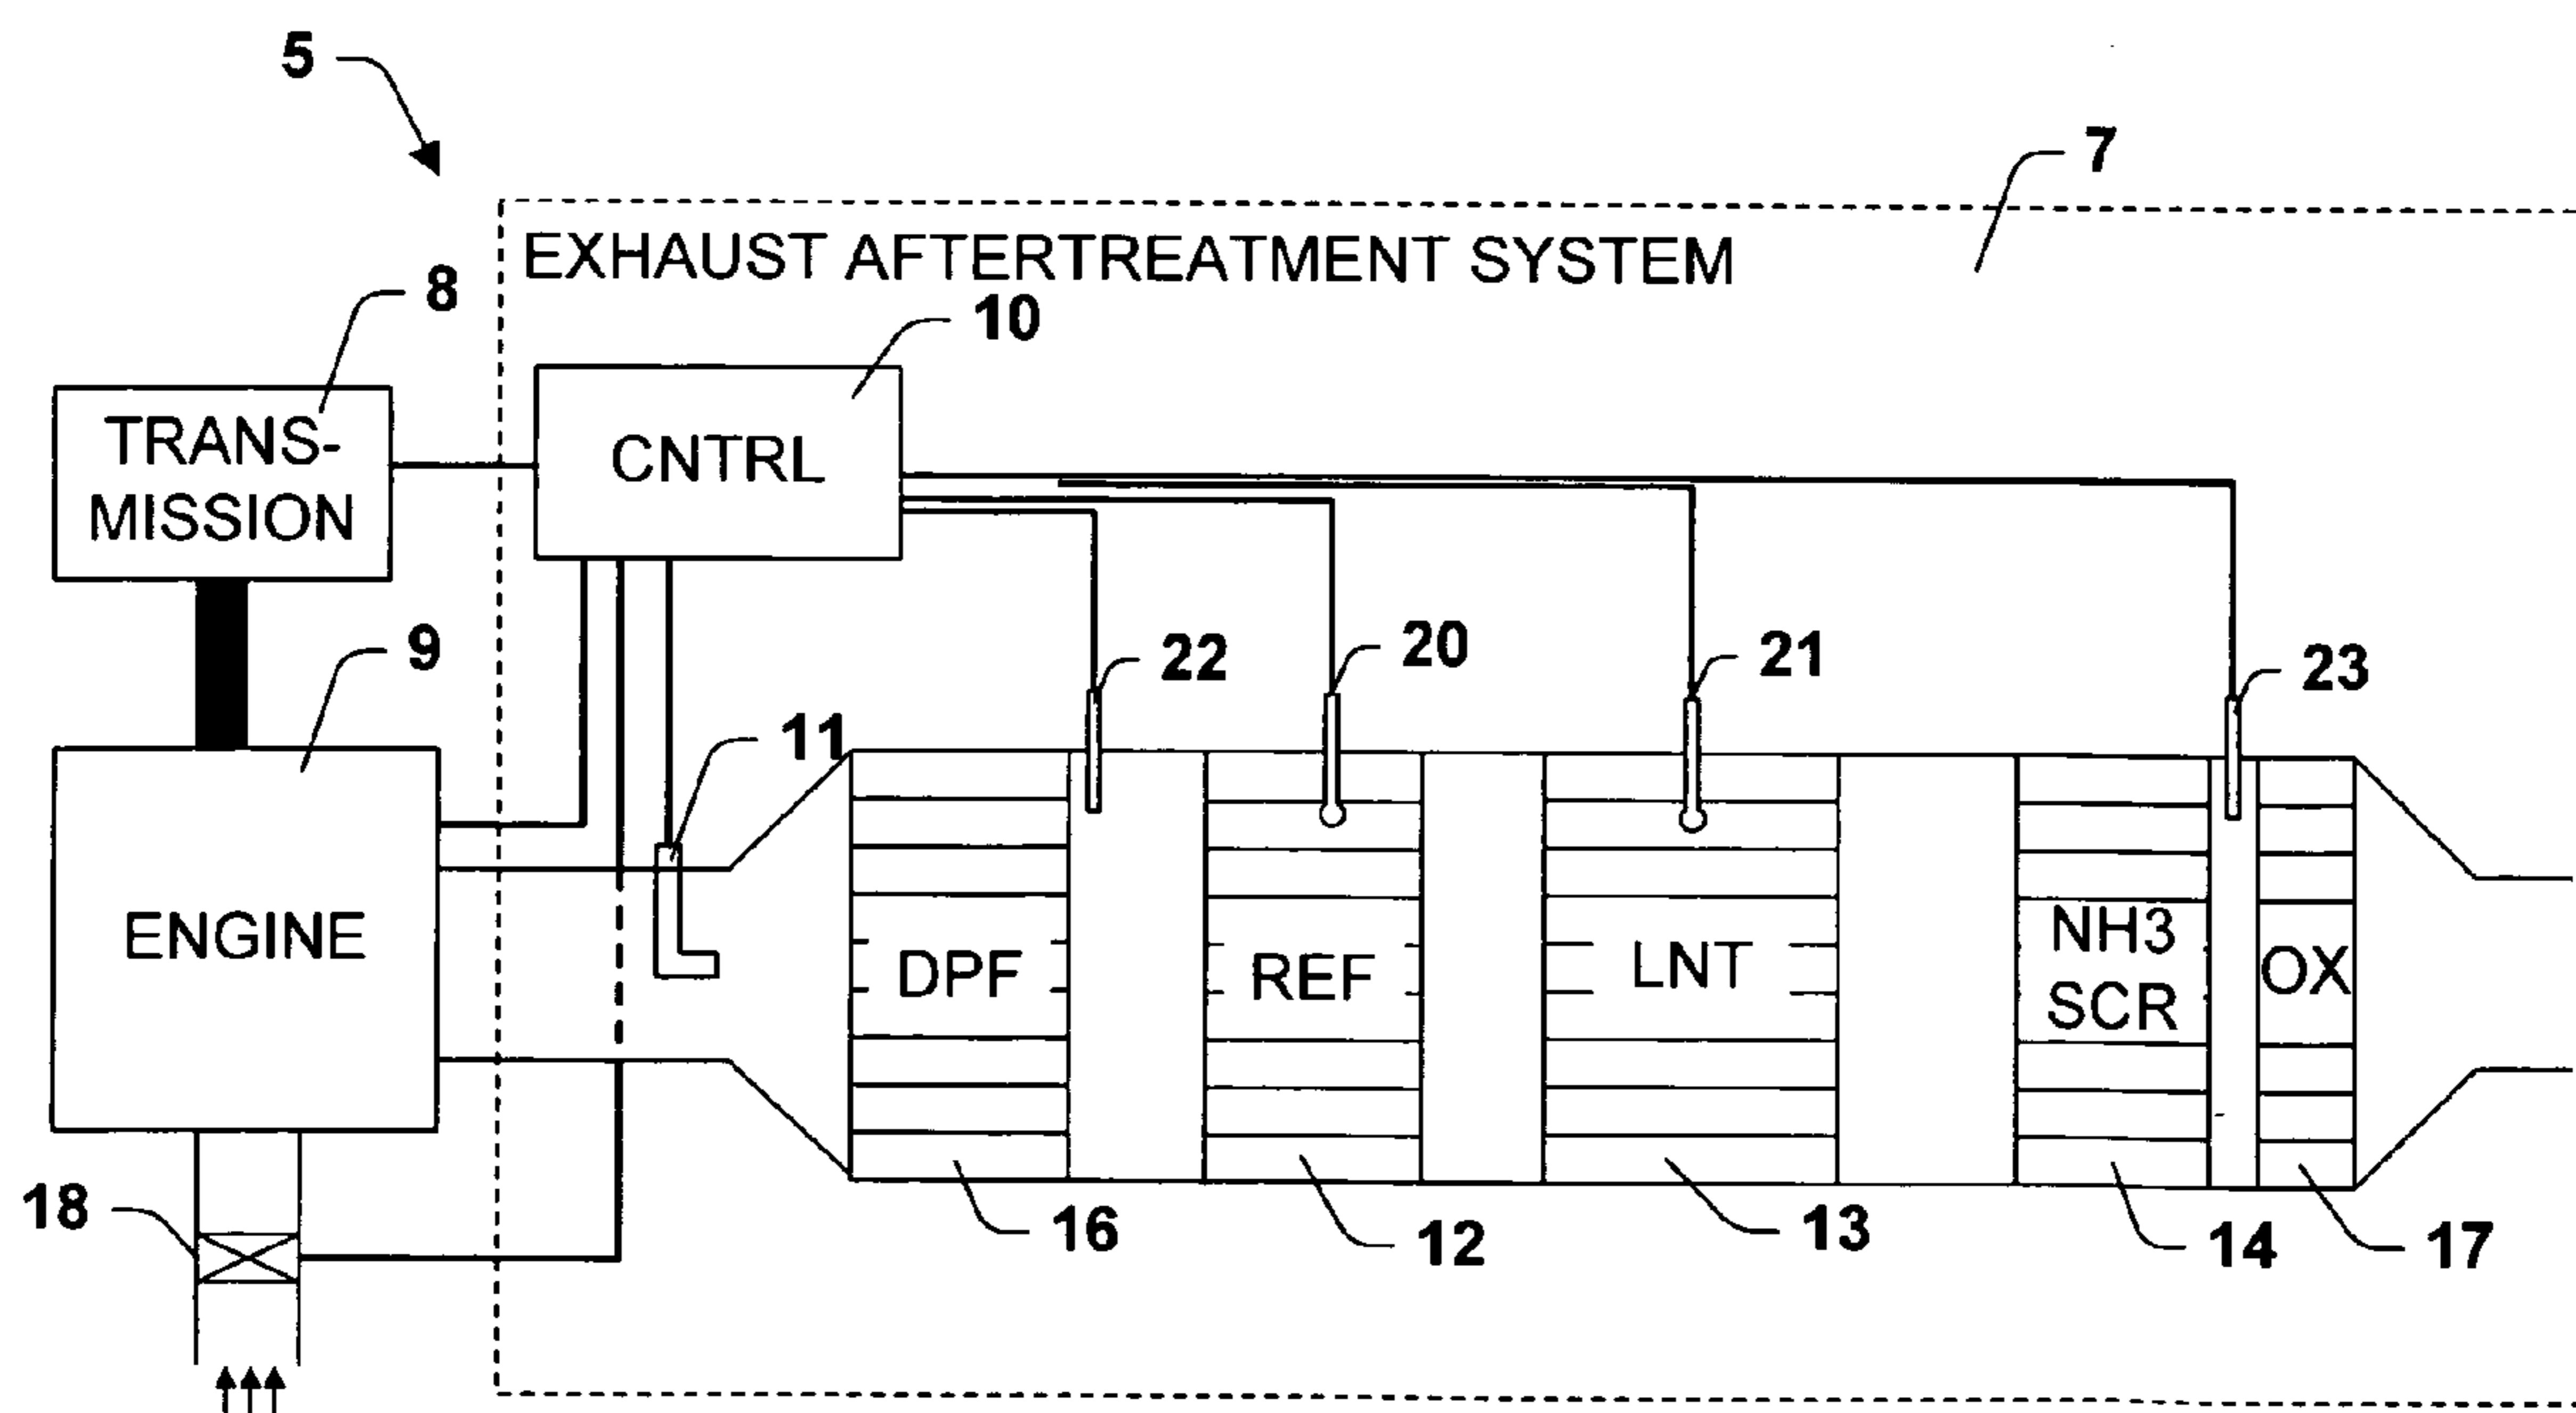 5
7
EXHAUST AFTERTREATMENT SYSTEM
8
10
TRANS-
MISSION
CNTRL
9
22
20
21
23
11
ENGINE
DPF
REF
LNT
NH3
SCR
OX
18
16
12
13
14
17